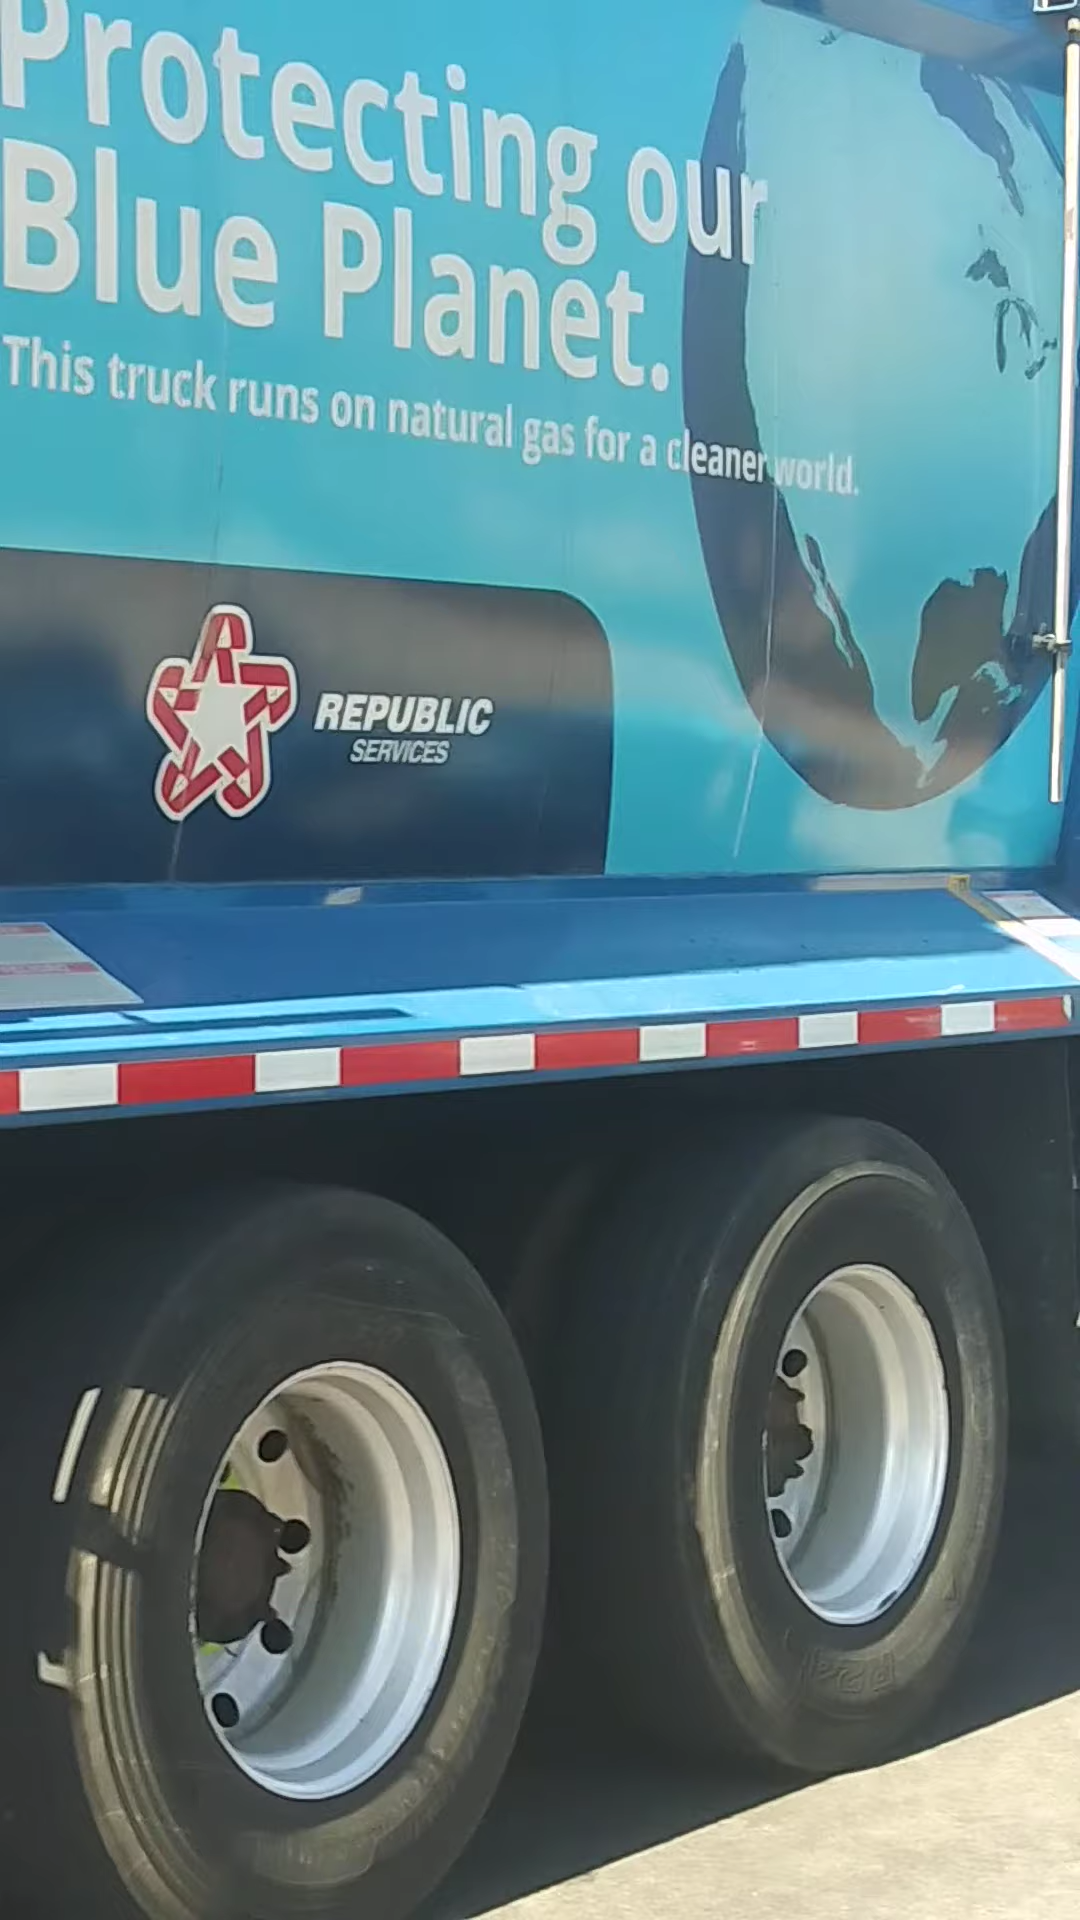 Protecting our
Blue Planet.
This truck runs on natural gas for a cleaner world.
REPUBLIC
SERVICES